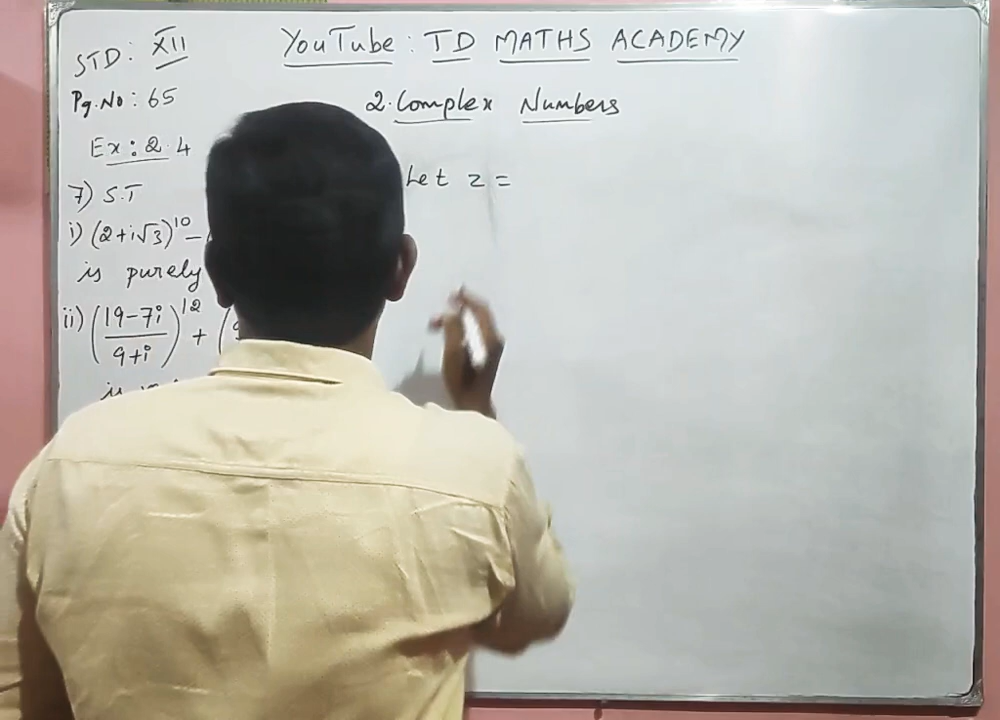 STD: XII
YouTube: TD MATHS ACADEMY
Pg.No: 65
2. Complex Numbers
Ex: 2.4
7) S.T
i) (2+i√3)^10 -
is purely
ii) (19-7i/9+i)^12 + (
is
Let z =